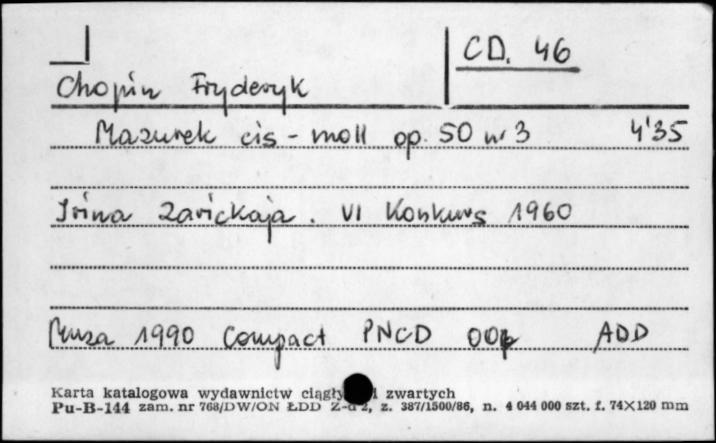 CD. 46
Chopin Fryderyk
Mazurek cis-moll op. 50 nr 3 4'35
Irina Zarickaja. VI Konkurs 1960
Muza 1990 Compact PNCD ADD
Karta katalogowa wydawnictw zwartych
Pu-B-144 zam. nr 768/DW/ON ŁDD Z-d 2, z. 387/1500/86, n. 4 044 000 szt. f. 74×120 mm